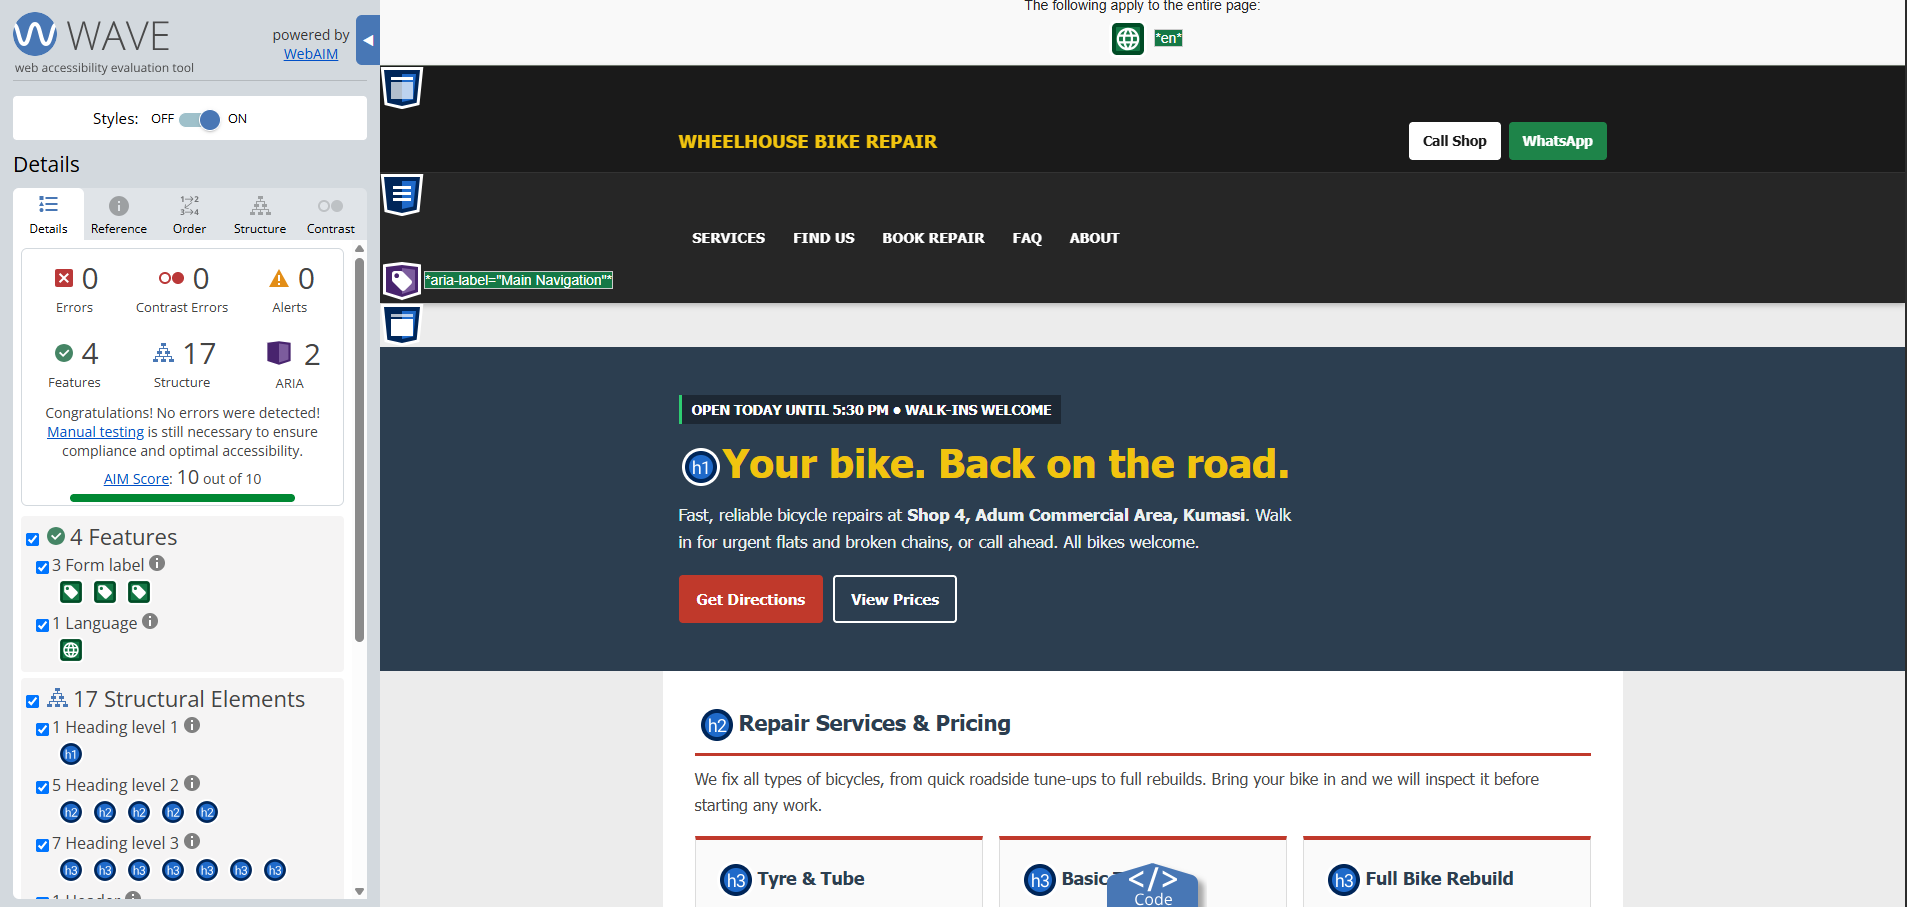 WAVE
powered by
WebAIM
web accessibility evaluation tool
Styles: OFF ON
Details
Details Reference Order Structure Contrast
1→2
3→4
0 0 0
Errors Contrast Errors Alerts
4 17 2
Features Structure ARIA
Congratulations! No errors were detected!
Manual testing is still necessary to ensure
compliance and optimal accessibility.
AIM Score: 10 out of 10
4 Features
3 Form label
1 Language
17 Structural Elements
1 Heading level 1
h1
5 Heading level 2
h2 h2 h2 h2 h2
7 Heading level 3
h3 h3 h3 h3 h3 h3 h3
1 Header
The following apply to the entire page:
*en*
WHEELHOUSE BIKE REPAIR
Call Shop WhatsApp
SERVICES FIND US BOOK REPAIR FAQ ABOUT
*aria-label="Main Navigation"*
OPEN TODAY UNTIL 5:30 PM ● WALK-INS WELCOME
h1 Your bike. Back on the road.
Fast, reliable bicycle repairs at Shop 4, Adum Commercial Area, Kumasi. Walk
in for urgent flats and broken chains, or call ahead. All bikes welcome.
Get Directions View Prices
h2 Repair Services & Pricing
We fix all types of bicycles, from quick roadside tune-ups to full rebuilds. Bring your bike in and we will inspect it before
starting any work.
h3 Tyre & Tube h3 Basic h3 Full Bike Rebuild
</>
Code